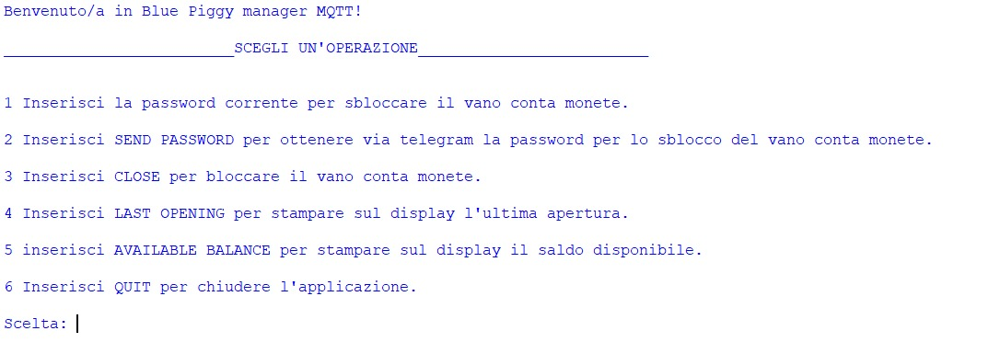 Benvenuto/a in Blue Piggy manager MQTT!
_________________________SCEGLI UN'OPERAZIONE_________________________
1 Inserisci la password corrente per sbloccare il vano conta monete.
2 Inserisci SEND PASSWORD per ottenere via telegram la password per lo sblocco del vano conta monete.
3 Inserisci CLOSE per bloccare il vano conta monete.
4 Inserisci LAST OPENING per stampare sul display l'ultima apertura.
5 inserisci AVAILABLE BALANCE per stampare sul display il saldo disponibile.
6 Inserisci QUIT per chiudere l'applicazione.
Scelta: